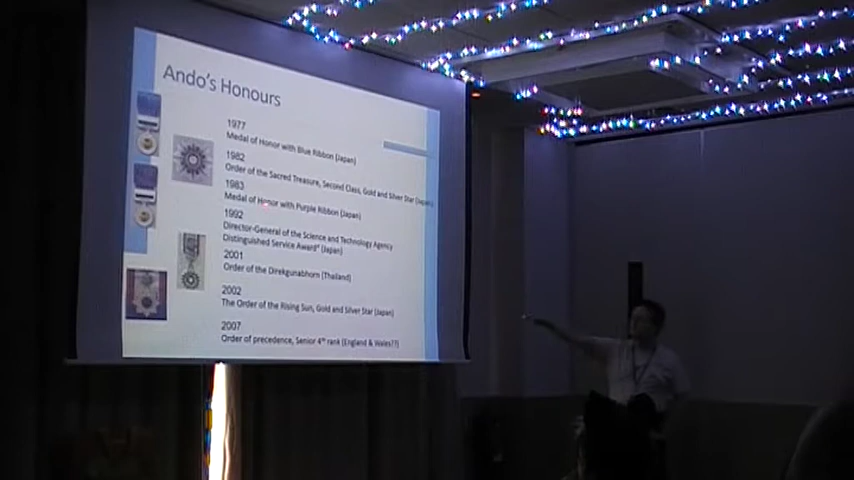 Ando's Honours
1977
Medal of Honor with Blue Ribbon (Japan)
1982
Order of the Sacred Treasure, Second Class, Gold and Silver Star (Japan)
1983
Medal of Honor with Purple Ribbon (Japan)
1992
Director-General of the Science and Technology Agency
Distinguished Service Award" (Japan)
2001
Order of the Direkgunabhorn (Thailand)
2002
The Order of the Rising Sun, Gold and Silver Star (Japan)
2007
Order of precedence, Senior 4th rank (England & Wales??)